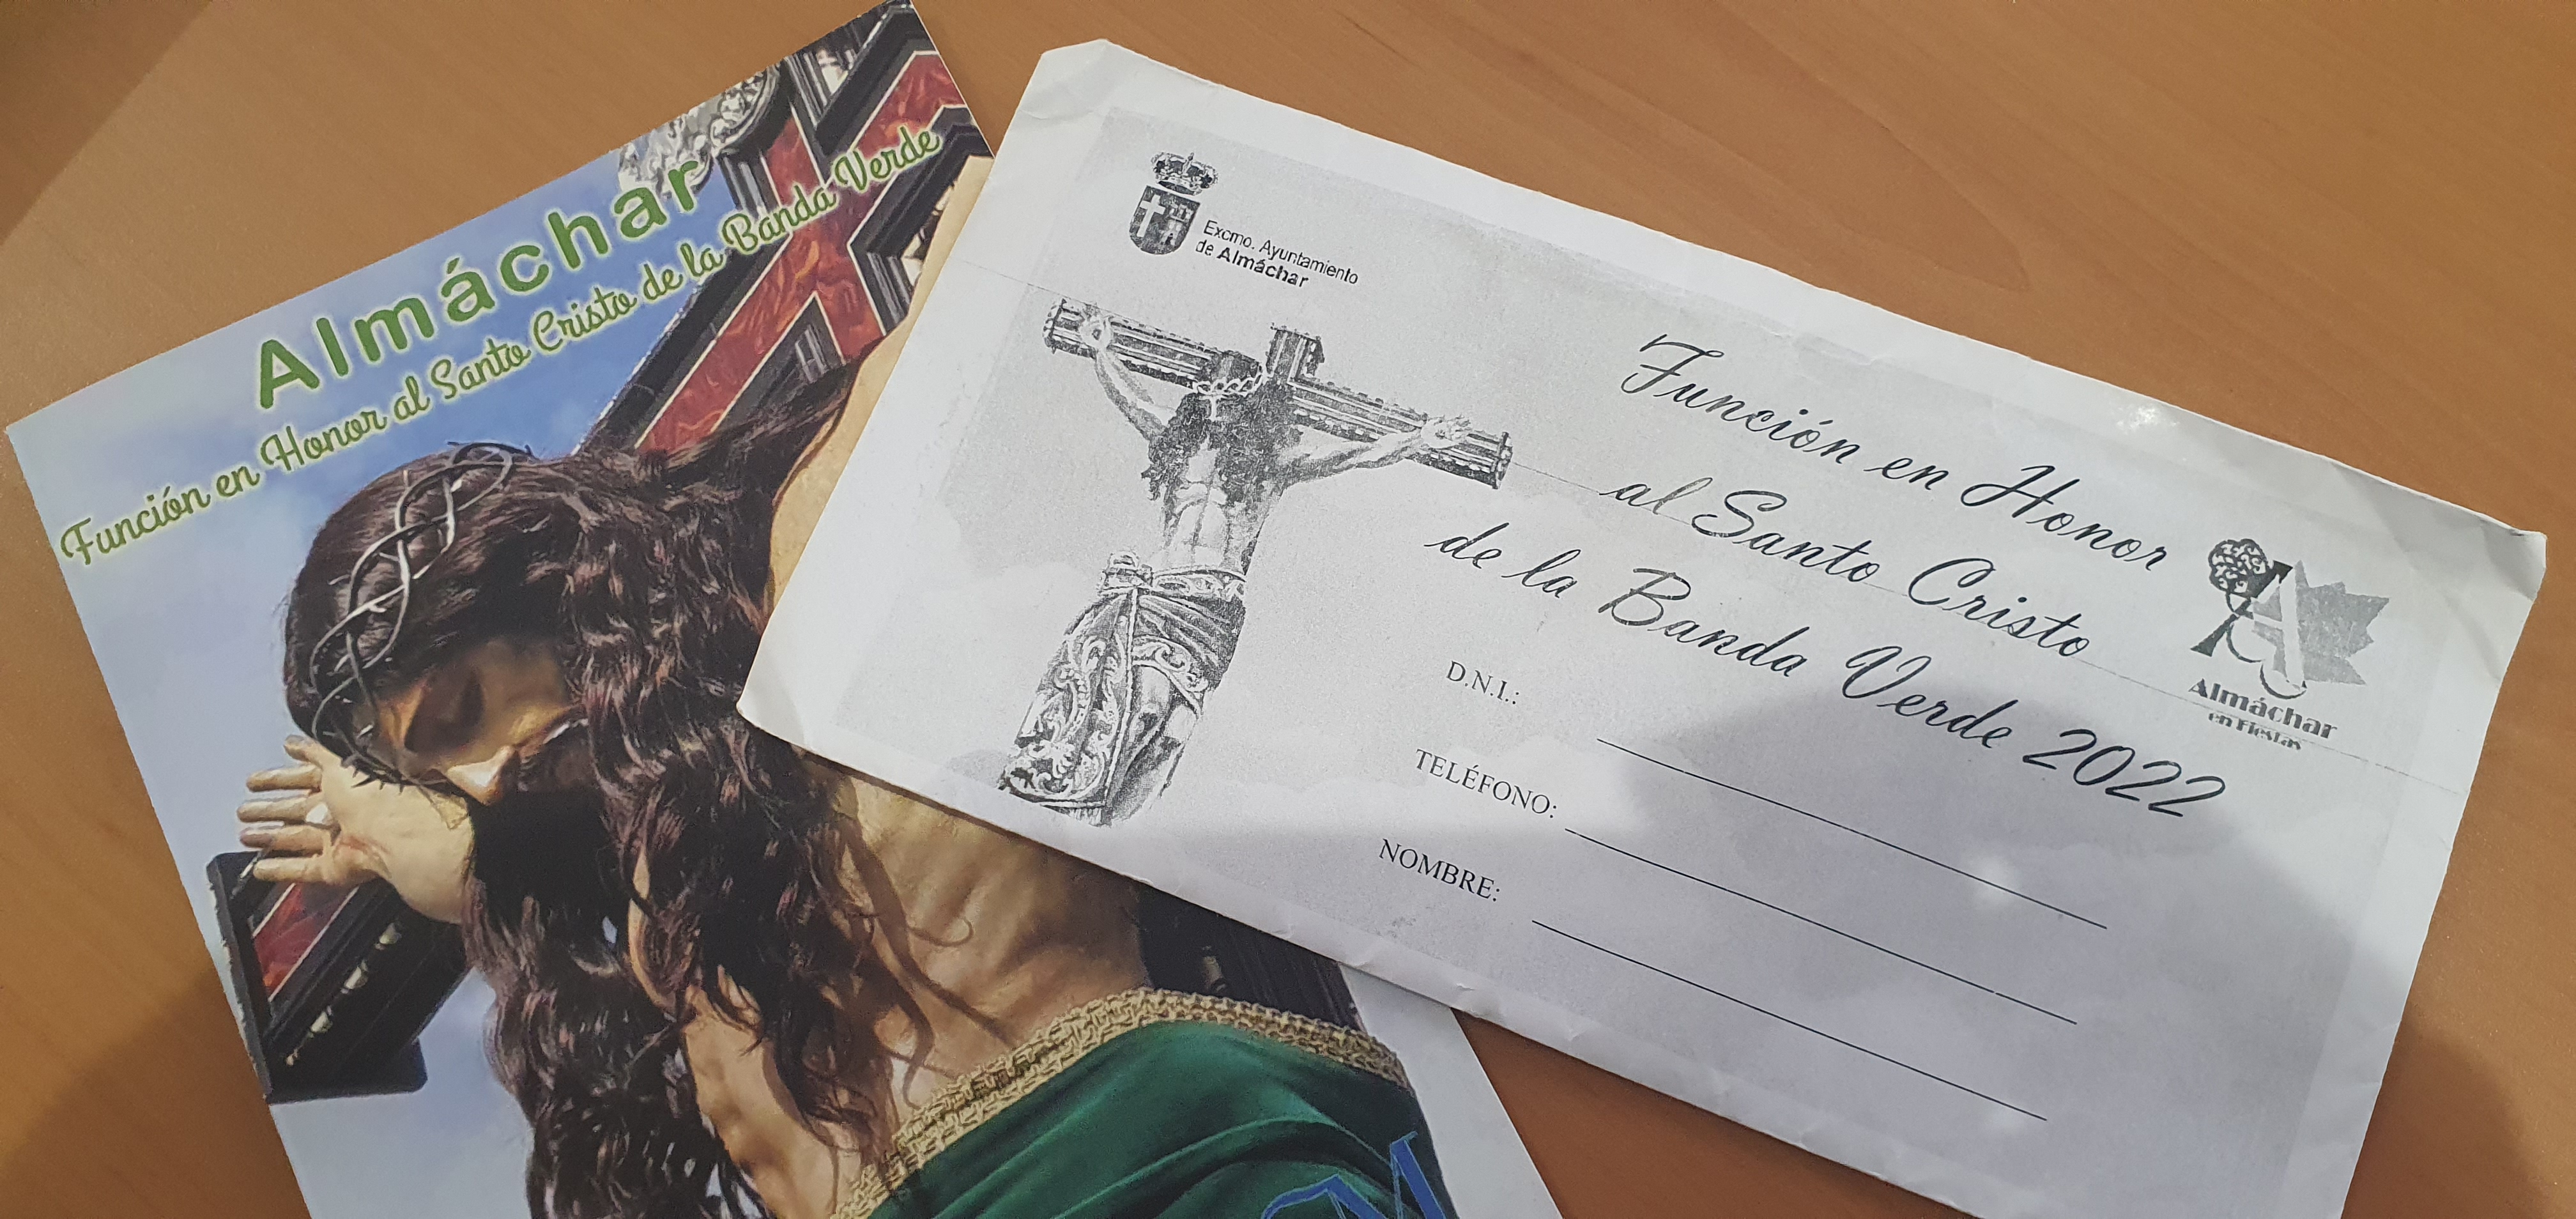 Almáchar
Función en Honor al Santo Cristo de la Banda Verde
Excmo. Ayuntamiento
de Almáchar
Función en Honor
al Santo Cristo
de la Banda Verde 2022
Almáchar
en Fiestas
D.N.I.:
TELÉFONO:
NOMBRE: